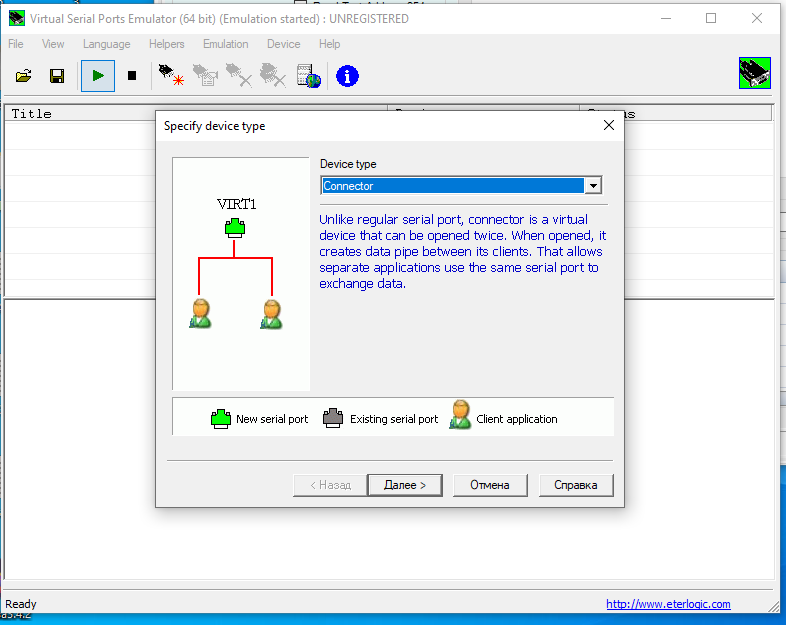 Virtual Serial Ports Emulator (64 bit) (Emulation started) : UNREGISTERED
File View Language Helpers Emulation Device Help
Title
Specify device type
Device type
Connector
VIRT1
Unlike regular serial port, connector is a virtual
device that can be opened twice. When opened, it
creates data pipe between its clients. That allows
separate applications use the same serial port to
exchange data.
New serial port Existing serial port Client application
< Назад Далее > Отмена Справка
Ready http://www.eterlogic.com